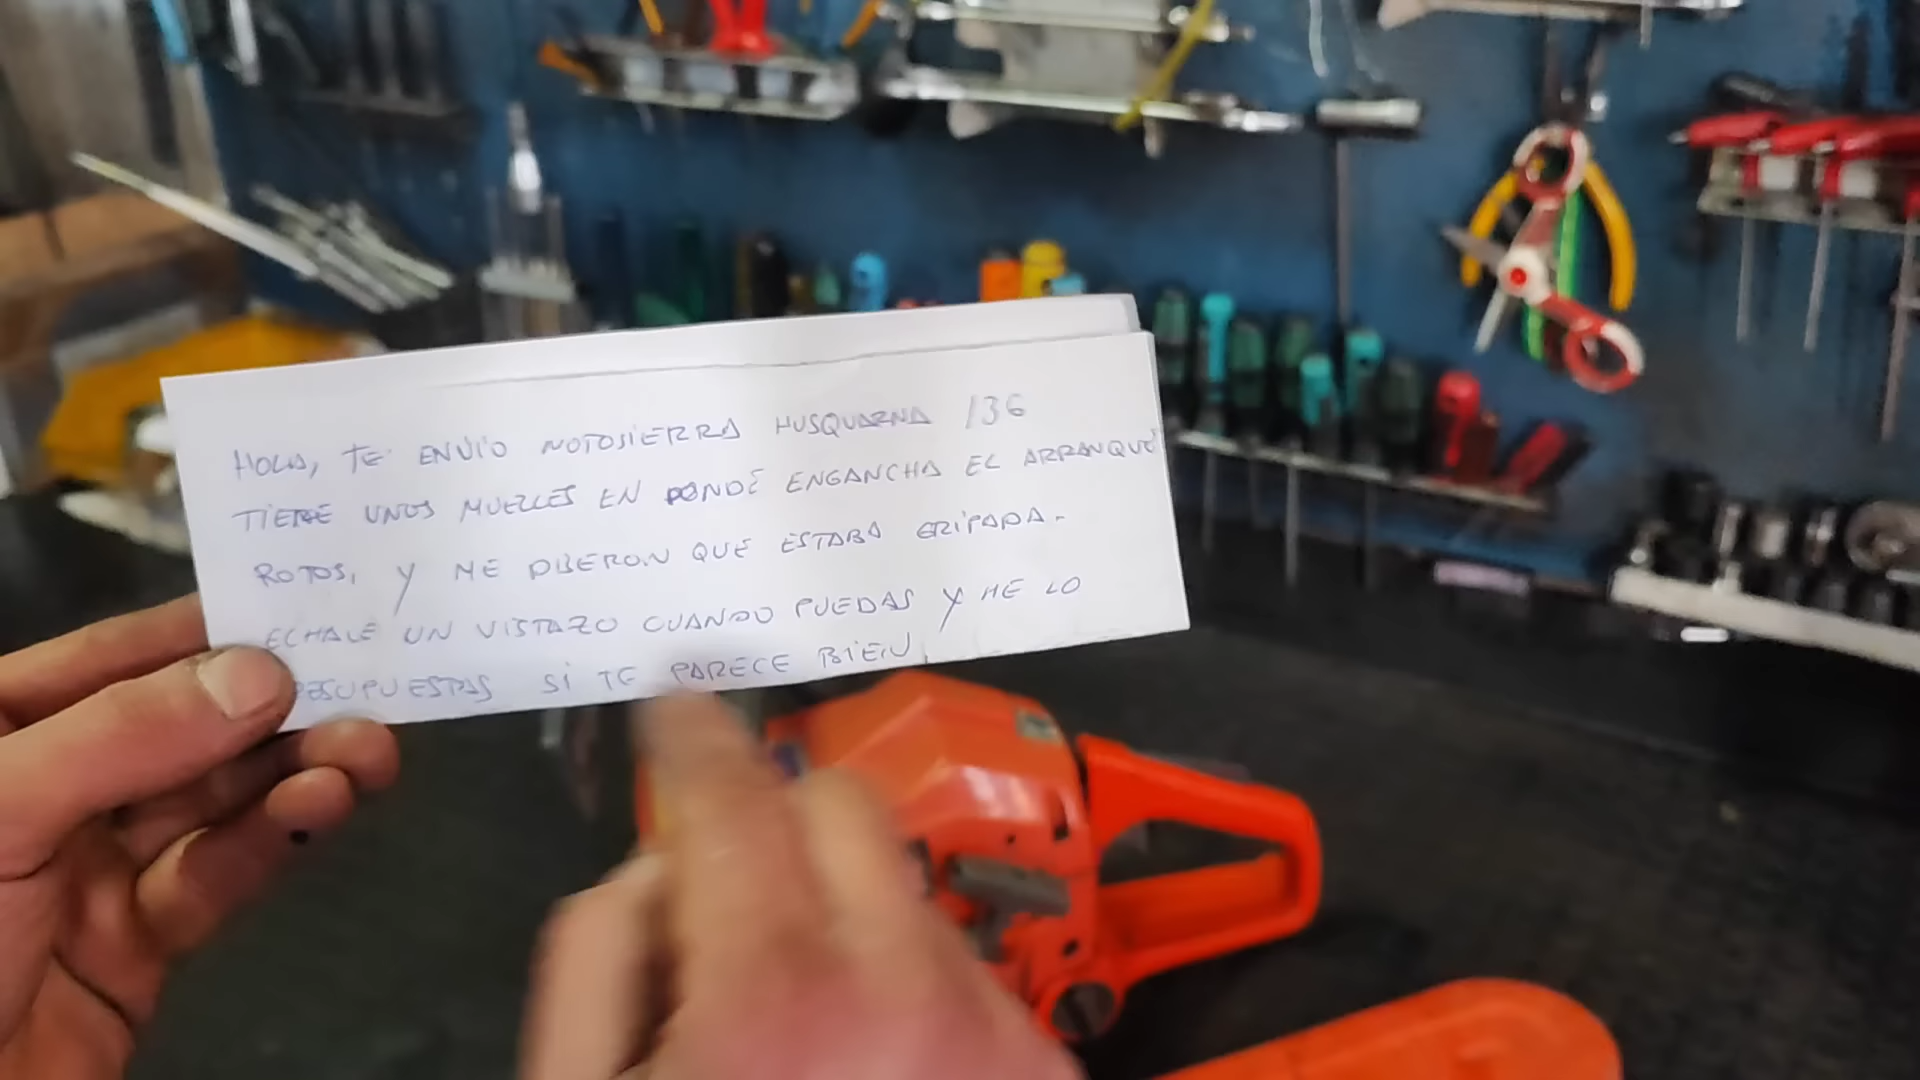 HOLA, TE ENVIO MOTOSIERRA HUSQUARNA 136
TIENE UNOS MUELLES EN DONDE ENGANCHA EL ARRANQUE
ROTOS, Y ME DIJERON QUE ESTABA GRIPADA.
ECHALE UN VISTAZO CUANDO PUEDAS Y ME LO
PRESUPUESTAS SI TE PARECE BIEN.